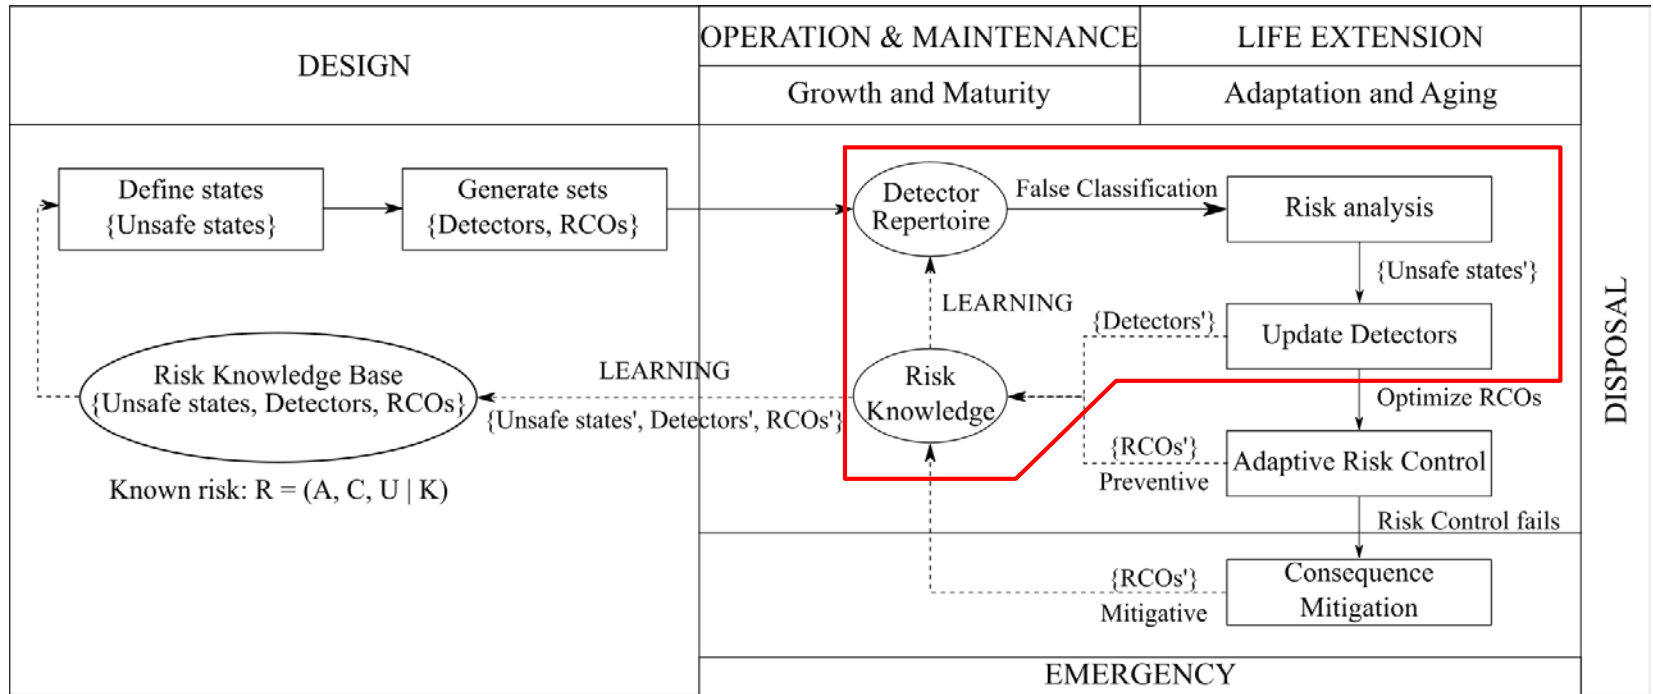 DESIGN
OPERATION & MAINTENANCE
LIFE EXTENSION
Growth and Maturity
Adaptation and Aging
DISPOSAL
Define states
{Unsafe states}
Generate sets
{Detectors, RCOs}
Detector
Repertoire
False Classification
Risk analysis
{Unsafe states'}
LEARNING
{Detectors'}
Update Detectors
Risk Knowledge Base
{Unsafe states, Detectors, RCOs}
LEARNING
{Unsafe states', Detectors', RCOs'}
Risk
Knowledge
Optimize RCOs
{RCOs'}
Preventive
Adaptive Risk Control
Known risk: R = (A, C, U | K)
Risk Control fails
{RCOs'}
Mitigative
Consequence
Mitigation
EMERGENCY